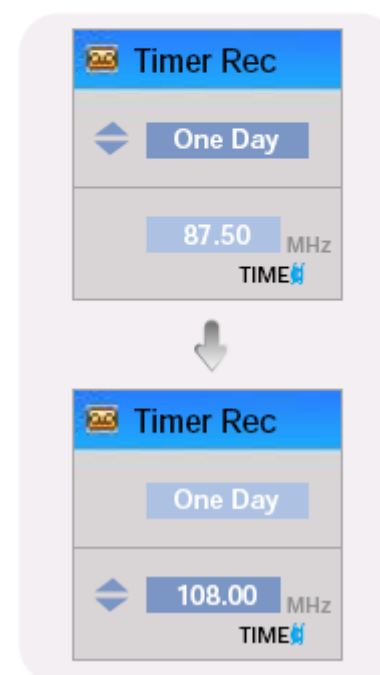 Timer Rec
One Day
87.50 MHz
TIME
Timer Rec
One Day
108.00 MHz
TIME